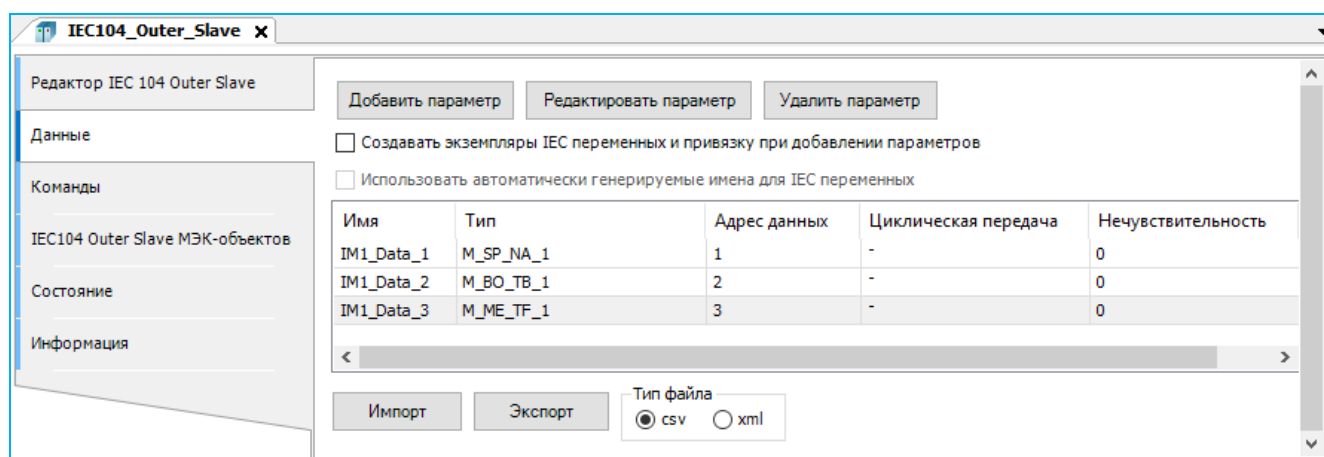 IEC104_Outer_Slave X
Редактор IEC 104 Outer Slave
Данные
Команды
IEC104 Outer Slave МЭК-объектов
Состояние
Информация
Добавить параметр Редактировать параметр Удалить параметр
Создавать экземпляры IEC переменных и привязку при добавлении параметров
Использовать автоматически генерируемые имена для IEC переменных
Имя Тип Адрес данных Циклическая передача Нечувствительность
IM1_Data_1 M_SP_NA_1 1 - 0
IM1_Data_2 M_BO_TB_1 2 - 0
IM1_Data_3 M_ME_TF_1 3 - 0
Импорт Экспорт Тип файла
csv xml